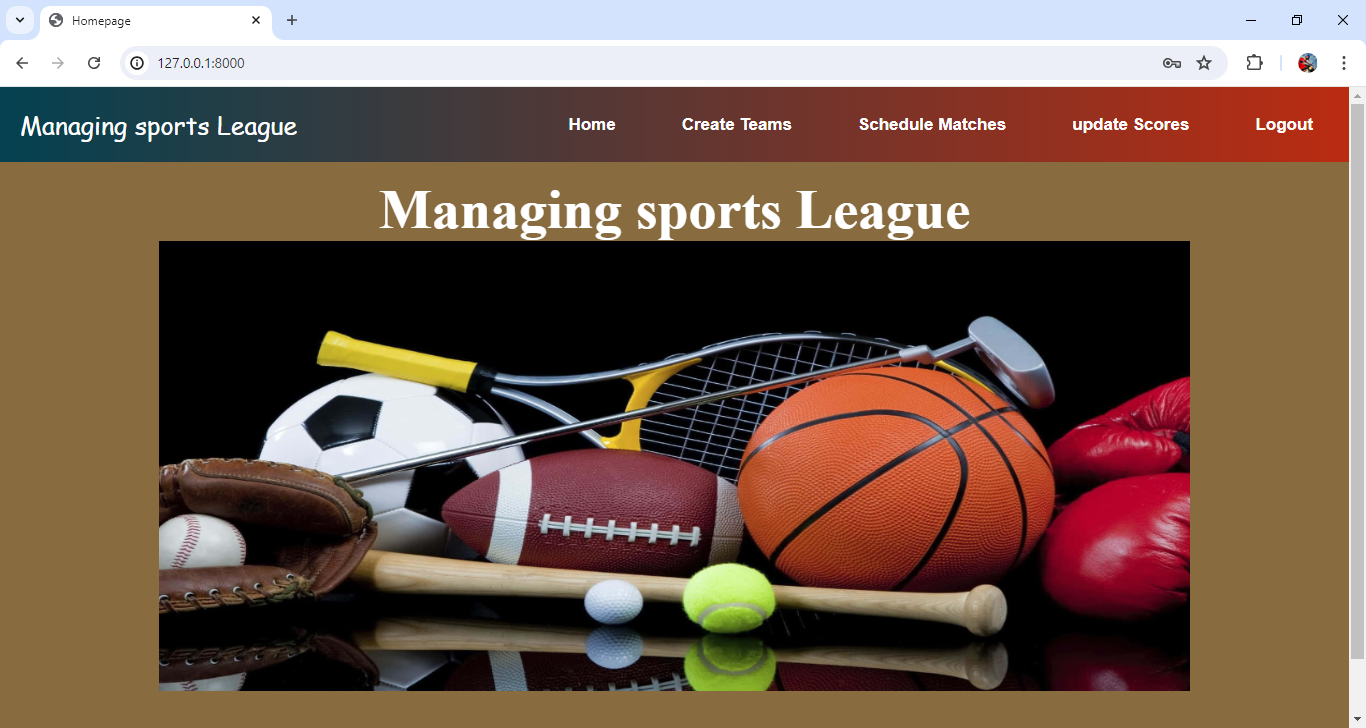 Homepage
127.0.0.1:8000
Managing sports League
Home Create Teams Schedule Matches update Scores Logout
Managing sports League